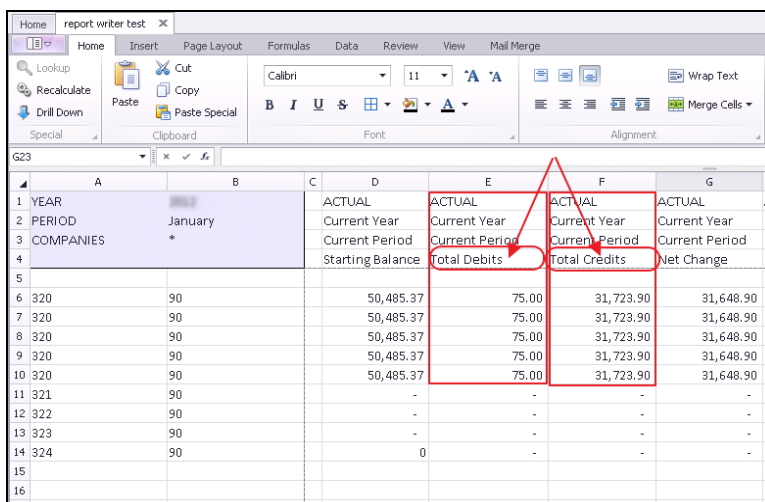 Home report writer test
Home Insert Page Layout Formulas Data Review View Mail Merge
Lookup Cut Calibri 11 A A Wrap Text
Recalculate Paste Copy B I U S A Merge Cells
Drill Down Paste Special
Special Clipboard Font Alignment
G23 fx
A B C D E F G
1 YEAR ACTUAL ACTUAL ACTUAL ACTUAL
2 PERIOD January Current Year Current Year Current Year Current Year
3 COMPANIES * Current Period Current Period Current Period Current Period
4 Starting Balance Total Debits Total Credits Net Change
5
6 320 90 50,485.37 75.00 31,723.90 31,648.90
7 320 90 50,485.37 75.00 31,723.90 31,648.90
8 320 90 50,485.37 75.00 31,723.90 31,648.90
9 320 90 50,485.37 75.00 31,723.90 31,648.90
10 320 90 50,485.37 75.00 31,723.90 31,648.90
11 321 90 - - - -
12 322 90 - - - -
13 323 90 - - - -
14 324 90 0 - - -
15
16